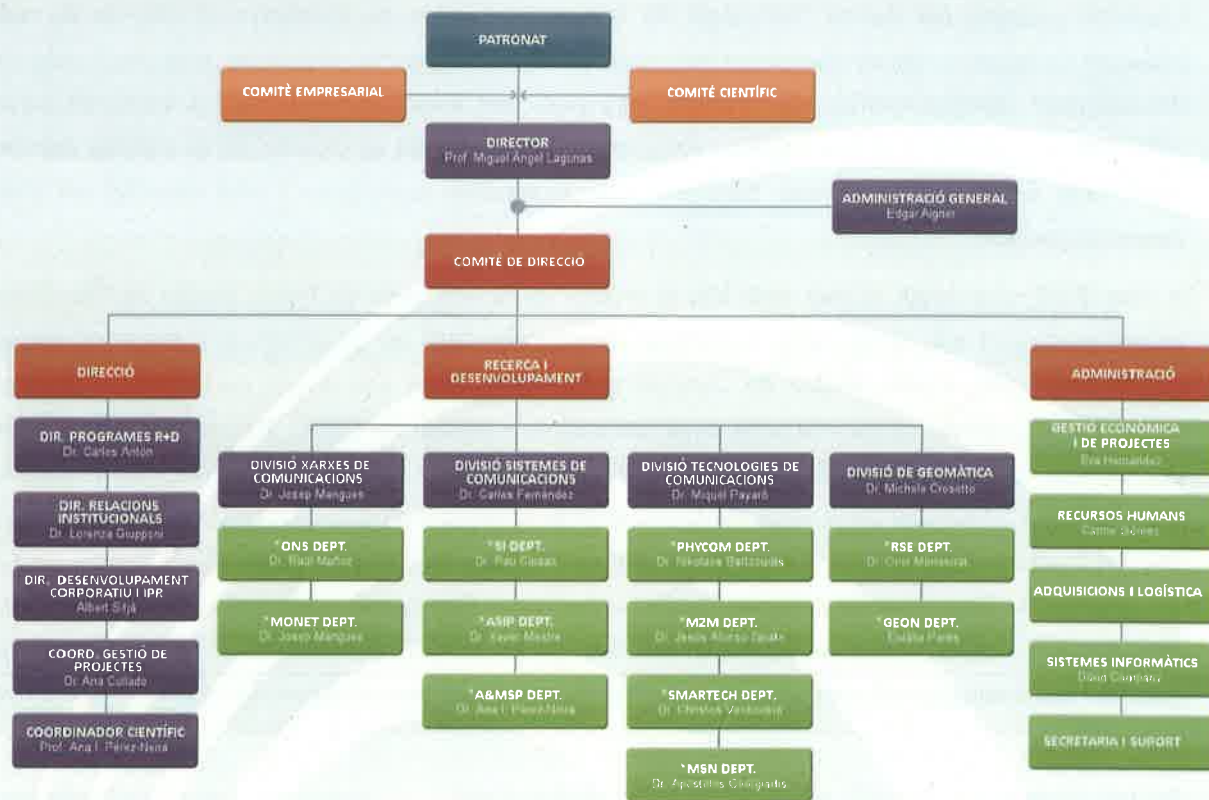 PATRONAT
COMITÈ EMPRESARIAL
COMITÉ CIENTÍFIC
DIRECTOR
Prof. Miguel Ángel Lagunas
ADMINISTRACIÓ GENERAL
Edgar Aigner
COMITÈ DE DIRECCIÓ
DIRECCIÓ
DIR. PROGRAMES R+D
Dr. Carles Antón
DIR. RELACIONS
INSTITUCIONALS
Dr. Lorenza Giupponi
DIR. DESENVOLUPAMENT
CORPORATIU I IPR
Albert Sitjà
COORD. GESTIÓ DE
PROJECTES
Dr. Ana Collado
COORDINADOR CIENTÍFIC
Prof. Ana I. Pérez-Neira
RECERCA I
DESENVOLUPAMENT
DIVISIÓ XARXES DE
COMUNICACIONS
Dr. Josep Mangues
*ONS DEPT.
Dr. Raül Muñoz
*MONET DEPT.
Dr. Josep Mangues
DIVISIÓ SISTEMES DE
COMUNICACIONS
Dr. Carles Fernández
*SI DEPT.
Dr. Pau Closas
*ASIP DEPT.
Dr. Xavier Mestre
*A&MSP DEPT.
Dr. Ana I. Pérez-Neira
DIVISIÓ TECNOLOGIES DE
COMUNICACIONS
Dr. Miquel Payaró
*PHYCOM DEPT.
Dr. Nikolaos Bartzoudis
*M2M DEPT.
Dr. Jesús Alonso Zárate
*SMARTECH DEPT.
Dr. Christos Verikoukis
*MSN DEPT.
Dr. Apostolos Georgiadis
DIVISIÓ DE GEOMÀTICA
Dr. Michele Crosetto
*RSE DEPT.
Dr. Oriol Monserrat
*GEON DEPT.
Eulàlia Parés
ADMINISTRACIÓ
GESTIÓ ECONÒMICA
I DE PROJECTES
Eva Hernández
RECURSOS HUMANS
Carme Gómez
ADQUISICIONS I LOGÍSTICA
SISTEMES INFORMÀTICS
David
SECRETARIA I SUPORT